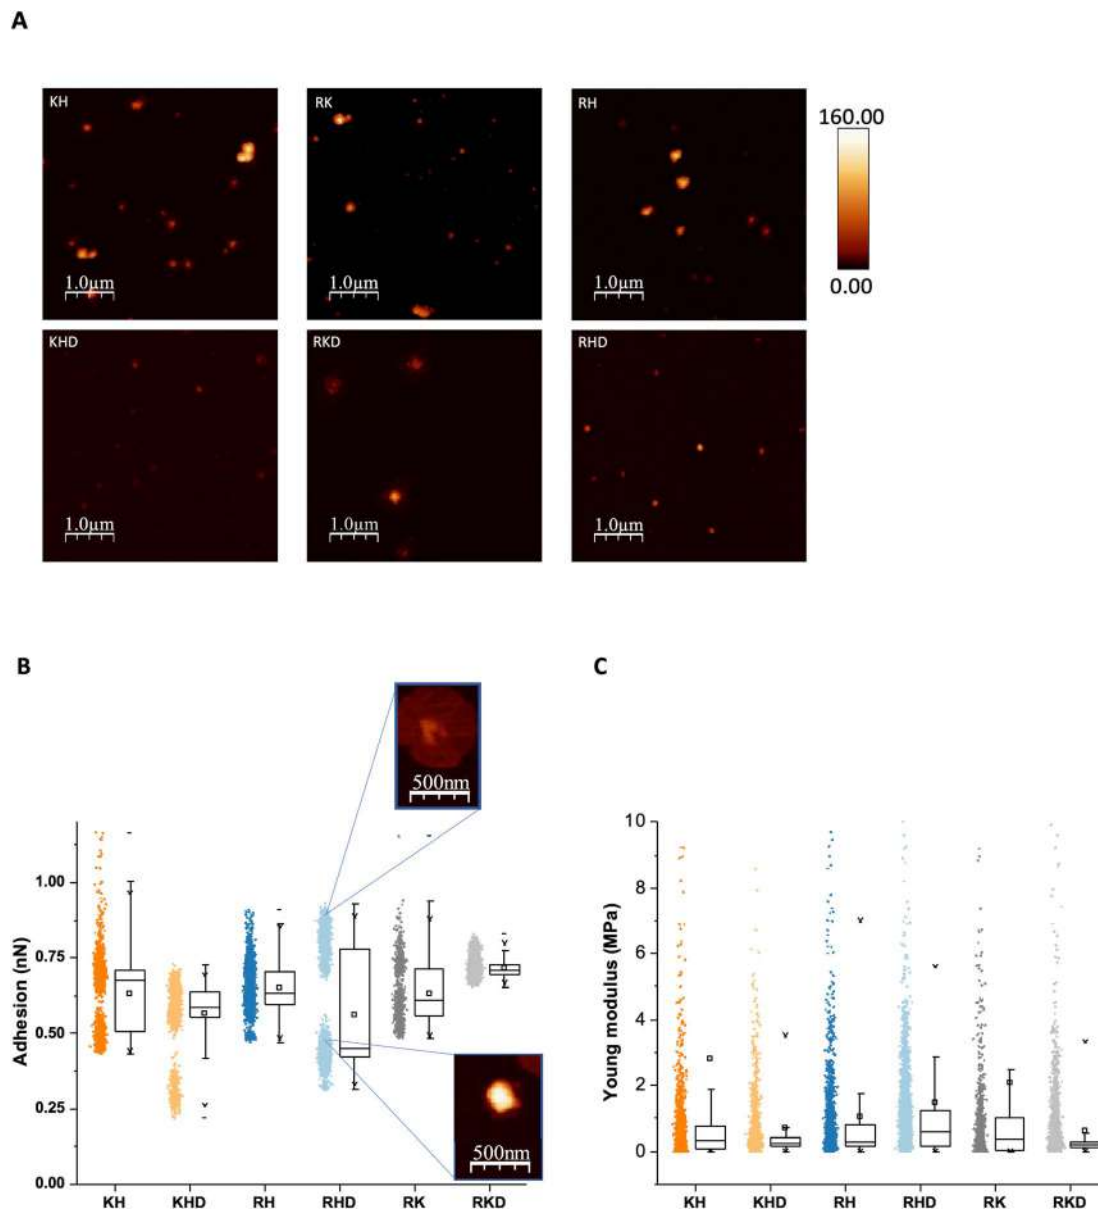 A
KH
RK
RH
160.00
0.00
1.0μm
1.0μm
1.0μm
KHD
RKD
RHD
1.0μm
1.0μm
1.0μm
B
C
500nm
Adhesion (nN)
1.00
0.75
0.50
0.25
0.00
500nm
KH
KHD
RH
RHD
RK
RKD
Young modulus (MPa)
10
8
6
4
2
0
KH
KHD
RH
RHD
RK
RKD